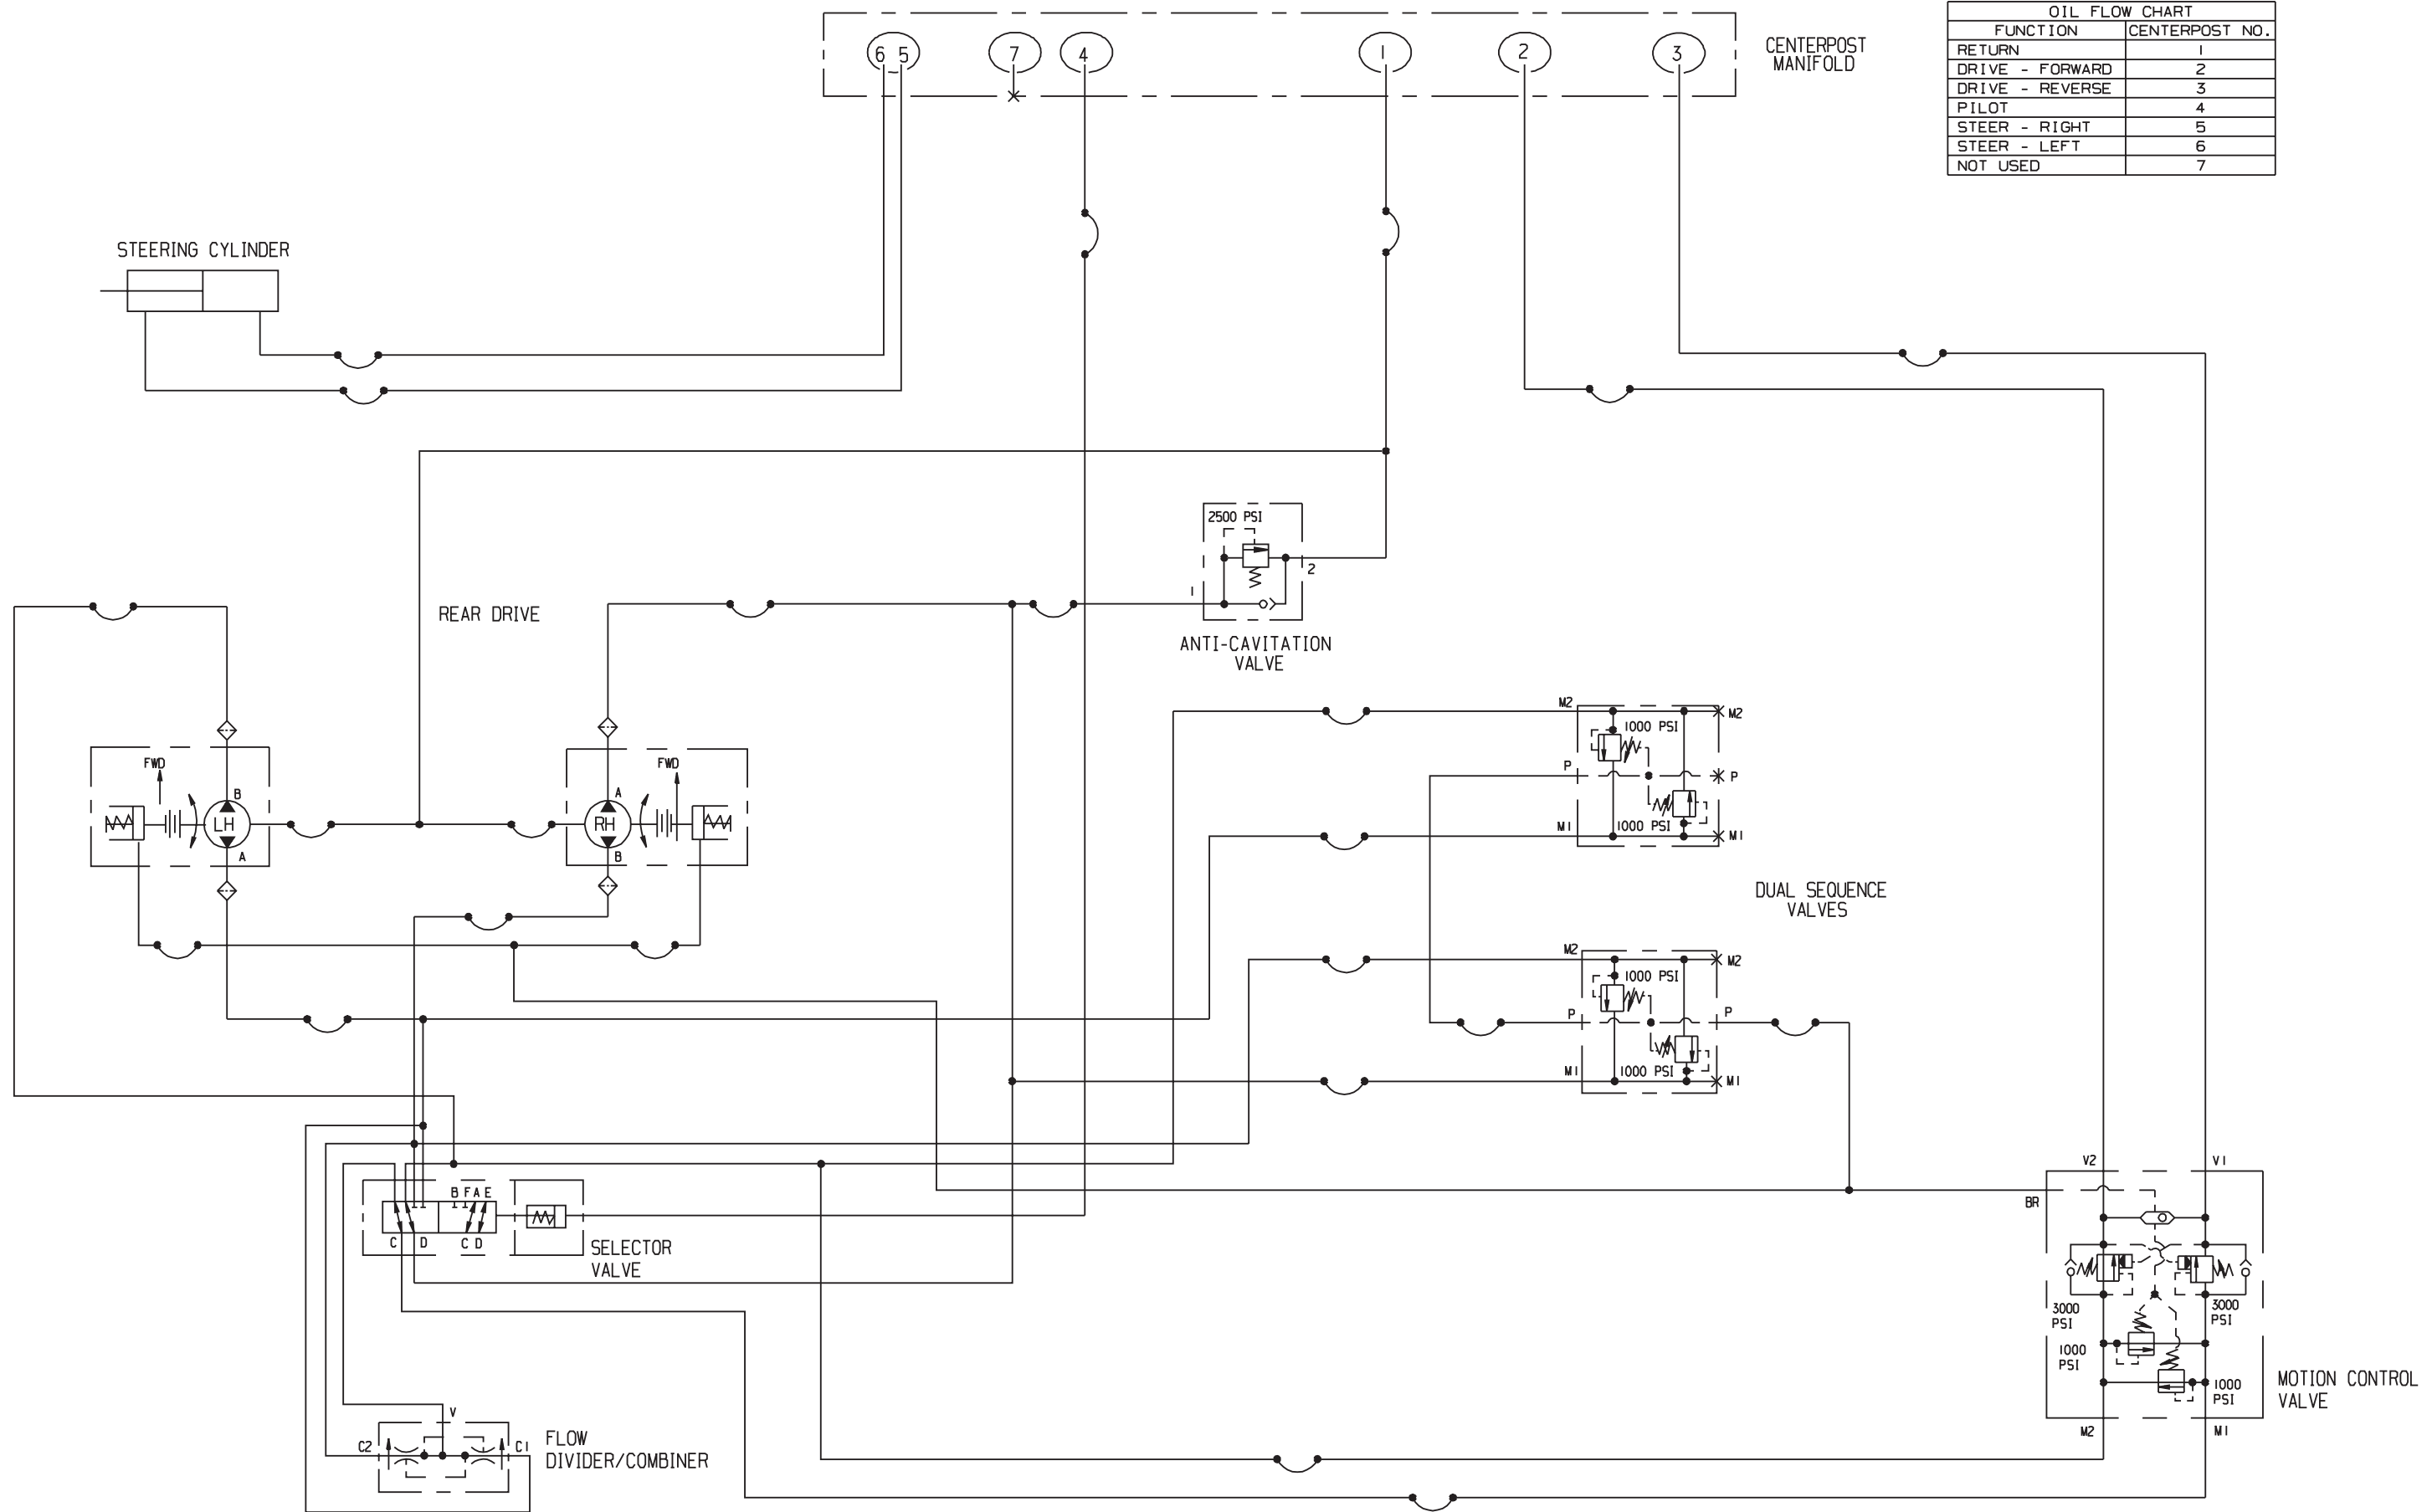 OIL FLOW CHART
FUNCTION CENTERPOST NO.
RETURN 1
DRIVE - FORWARD 2
DRIVE - REVERSE 3
PILOT 4
STEER - RIGHT 5
STEER - LEFT 6
NOT USED 7
6 5 7 4 1 2 3
CENTERPOST
MANIFOLD
STEERING CYLINDER
2500 PSI
2
1
ANTI-CAVITATION
VALVE
REAR DRIVE
FWD
B
LH
A
FWD
A
RH
B
M2
1000 PSI
M2
P
P
1000 PSI
M1
M1
DUAL SEQUENCE
VALVES
M2
1000 PSI
M2
P
P
1000 PSI
M1
M1
V2
V1
BR
3000
PSI
3000
PSI
1000
PSI
1000
PSI
M2
M1
MOTION CONTROL
VALVE
B F A E
C D C D
SELECTOR
VALVE
V
C2
C1
FLOW
DIVIDER/COMBINER